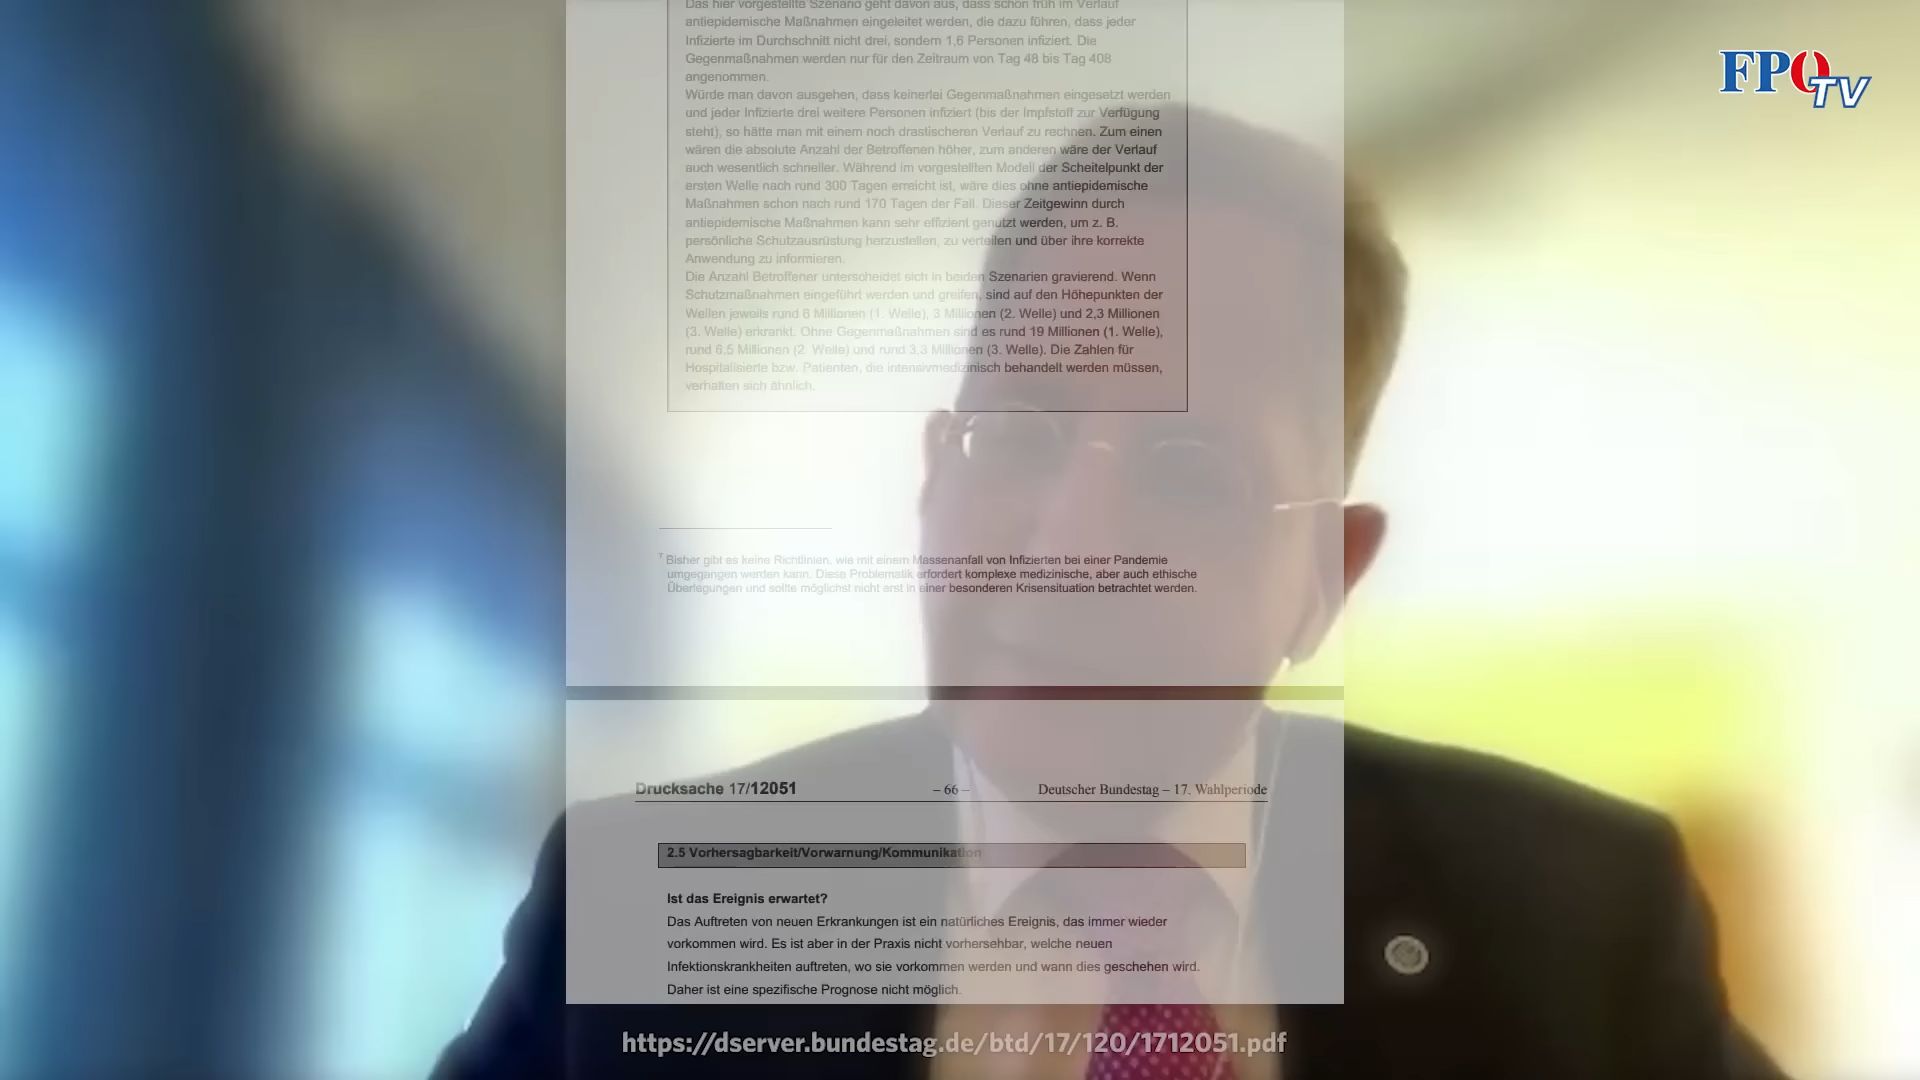 Das hier vorgestellte Szenario geht davon aus, dass schon früh im Verlauf
antiepidemische Maßnahmen eingeleitet werden, die dazu führen, dass jeder
Infizierte im Durchschnitt nicht drei, sondern 1,6 Personen infiziert. Die
Gegenmaßnahmen werden nur für den Zeitraum von Tag 48 bis Tag 408
angenommen.
Würde man davon ausgehen, dass keinerlei Gegenmaßnahmen eingesetzt werden
und jeder Infizierte drei weitere Personen infiziert (bis der Impfstoff zur Verfügung
steht), so hätte man mit einem noch drastischeren Verlauf zu rechnen. Zum einen
wären die absolute Anzahl der Betroffenen höher, zum anderen wäre der Verlauf
auch wesentlich schneller. Während im vorgestellten Modell der Scheitelpunkt der
ersten Welle nach rund 300 Tagen erreicht ist, wäre dies ohne antiepidemische
Maßnahmen schon nach rund 170 Tagen der Fall. Dieser Zeitgewinn durch
antiepidemische Maßnahmen kann sehr effizient genutzt werden, um z. B.
persönliche Schutzausrüstung herzustellen, zu verteilen und über ihre korrekte
Anwendung zu informieren.
Die Anzahl Betroffener unterscheidet sich in beiden Szenarien gravierend. Wenn
Schutzmaßnahmen eingeführt werden und greifen, sind auf den Höhepunkten der
Wellen jeweils rund 6 Millionen (1. Welle), 3 Millionen (2. Welle) und 2,3 Millionen
(3. Welle) erkrankt. Ohne Gegenmaßnahmen sind es rund 19 Millionen (1. Welle),
rund 6,5 Millionen (2. Welle) und rund 3,3 Millionen (3. Welle). Die Zahlen für
Hospitalisierte bzw. Patienten, die intensivmedizinisch behandelt werden müssen,
verhalten sich ähnlich.
7 Bisher gibt es keine Richtlinien, wie mit einem Massenanfall von Infizierten bei einer Pandemie
umgegangen werden kann. Diese Problematik erfordert komplexe medizinische, aber auch ethische
Überlegungen und sollte möglichst nicht erst in einer besonderen Krisensituation betrachtet werden.
Drucksache 17/12051 – 66 – Deutscher Bundestag – 17. Wahlperiode
2.5 Vorhersagbarkeit/Vorwarnung/Kommunikation
Ist das Ereignis erwartet?
Das Auftreten von neuen Erkrankungen ist ein natürliches Ereignis, das immer wieder
vorkommen wird. Es ist aber in der Praxis nicht vorhersehbar, welche neuen
Infektionskrankheiten auftreten, wo sie vorkommen werden und wann dies geschehen wird.
Daher ist eine spezifische Prognose nicht möglich.
https://dserver.bundestag.de/btd/17/120/1712051.pdf
FPÖ TV